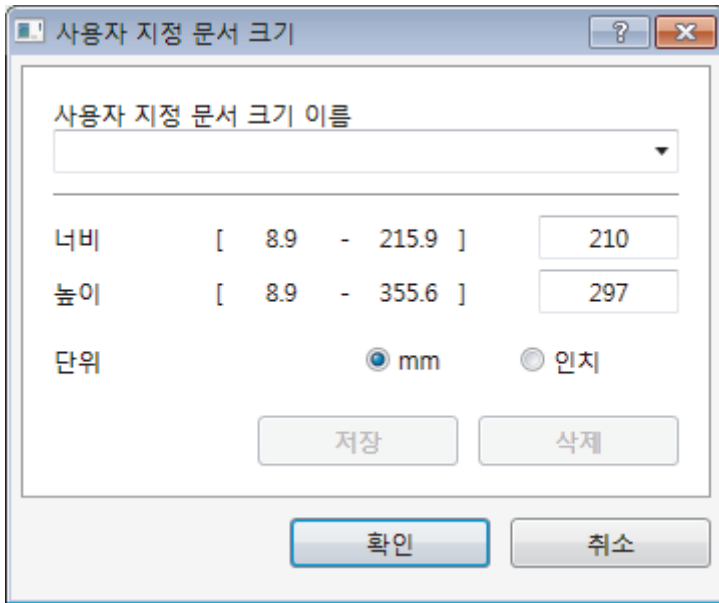 사용자 지정 문서 크기
사용자 지정 문서 크기 이름
너비 [ 8.9 - 215.9 ] 210
높이 [ 8.9 - 355.6 ] 297
단위 mm 인치
저장 삭제
확인 취소